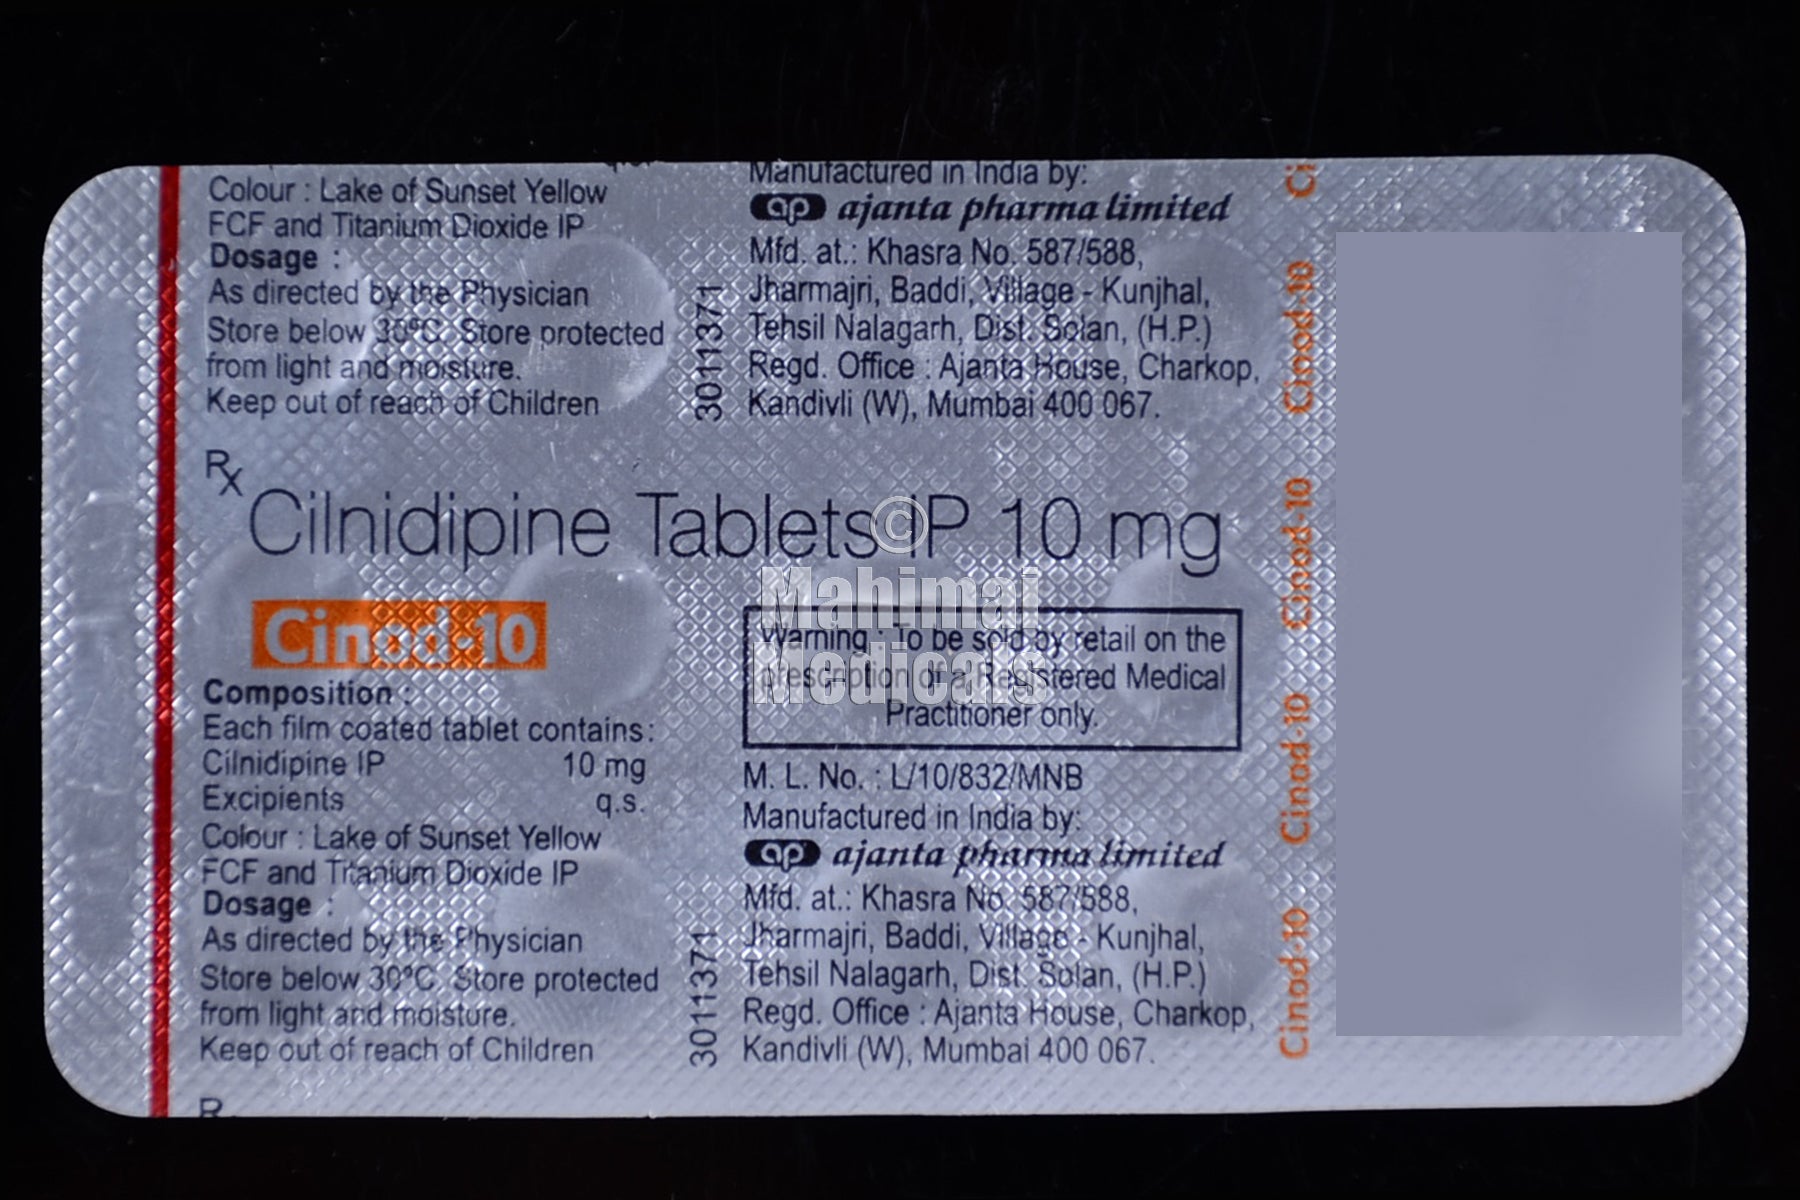 Colour : Lake of Sunset Yellow
FCF and Titanium Dioxide IP
Dosage :
As directed by the Physician
Store below 30°C. Store protected
from light and moisture.
Keep out of reach of Children
3011371
Manufactured in India by:
ap ajanta pharma limited
Mfd. at.: Khasra No. 587/588,
Jharmajri, Baddi, Village - Kunjhal,
Tehsil Nalagarh, Dist. Solan, (H.P.)
Regd. Office : Ajanta House, Charkop,
Kandivli (W), Mumbai 400 067.
Rx
Cilnidipine Tablets IP 10 mg
Cinod-10
Composition :
Each film coated tablet contains:
Cilnidipine IP 10 mg
Excipients q.s.
Colour : Lake of Sunset Yellow
FCF and Titanium Dioxide IP
Dosage :
As directed by the Physician
Store below 30°C. Store protected
from light and moisture.
Keep out of reach of Children
3011371
©
Mahimai
Medicals
Warning : To be sold by retail on the
prescription of a Registered Medical
Practitioner only.
M. L. No. : L/10/832/MNB
Manufactured in India by:
ap ajanta pharma limited
Mfd. at.: Khasra No. 587/588,
Jharmajri, Baddi, Village - Kunjhal,
Tehsil Nalagarh, Dist. Solan, (H.P.)
Regd. Office : Ajanta House, Charkop,
Kandivli (W), Mumbai 400 067.
Ci
Cinod-10
Cinod-10
Cinod-10
Cinod-10
R